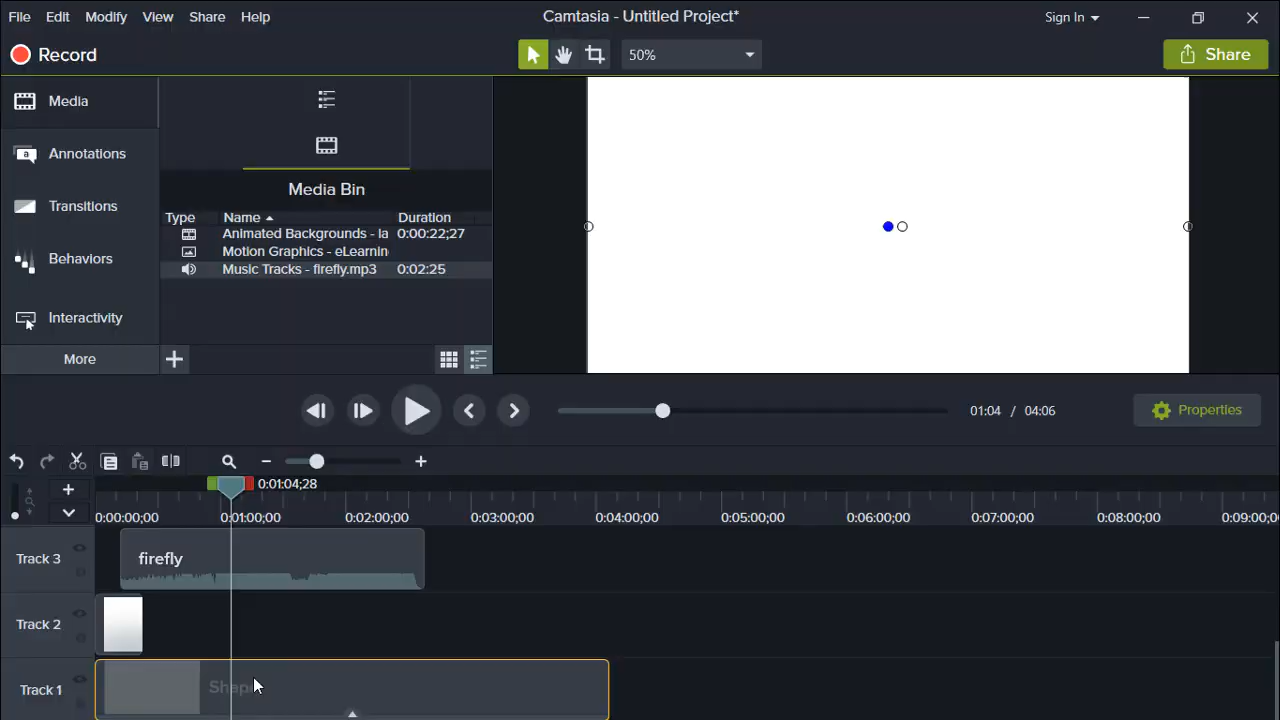 File Edit Modify View Share Help Camtasia - Untitled Project* Sign In
Record 50% Share
Media
Annotations
Transitions
Behaviors
Interactivity
More
Media Bin
Type Name Duration
Animated Backgrounds - la 0:00:22;27
Motion Graphics - eLearnin
Music Tracks - firefly.mp3 0:02:25
01:04 / 04:06 Properties
0:01:04;28
0:00:00;00 0:01:00;00 0:02:00;00 0:03:00;00 0:04:00;00 0:05:00;00 0:06:00;00 0:07:00;00 0:08:00;00 0:09:00;
Track 3 firefly
Track 2
Track 1 Shape